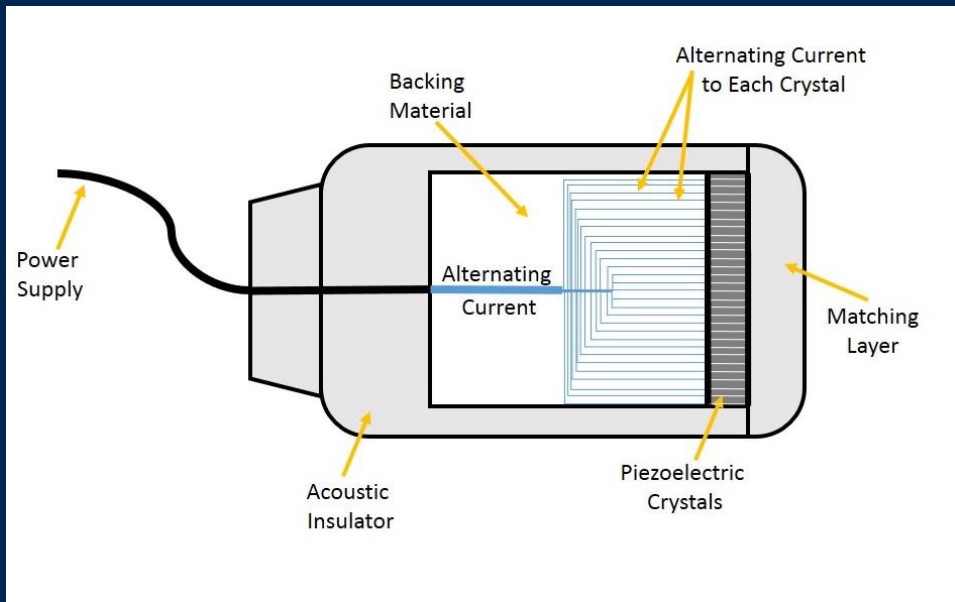 Alternating Current
to Each Crystal
Backing
Material
Power
Supply
Alternating
Current
Matching
Layer
Piezoelectric
Crystals
Acoustic
Insulator